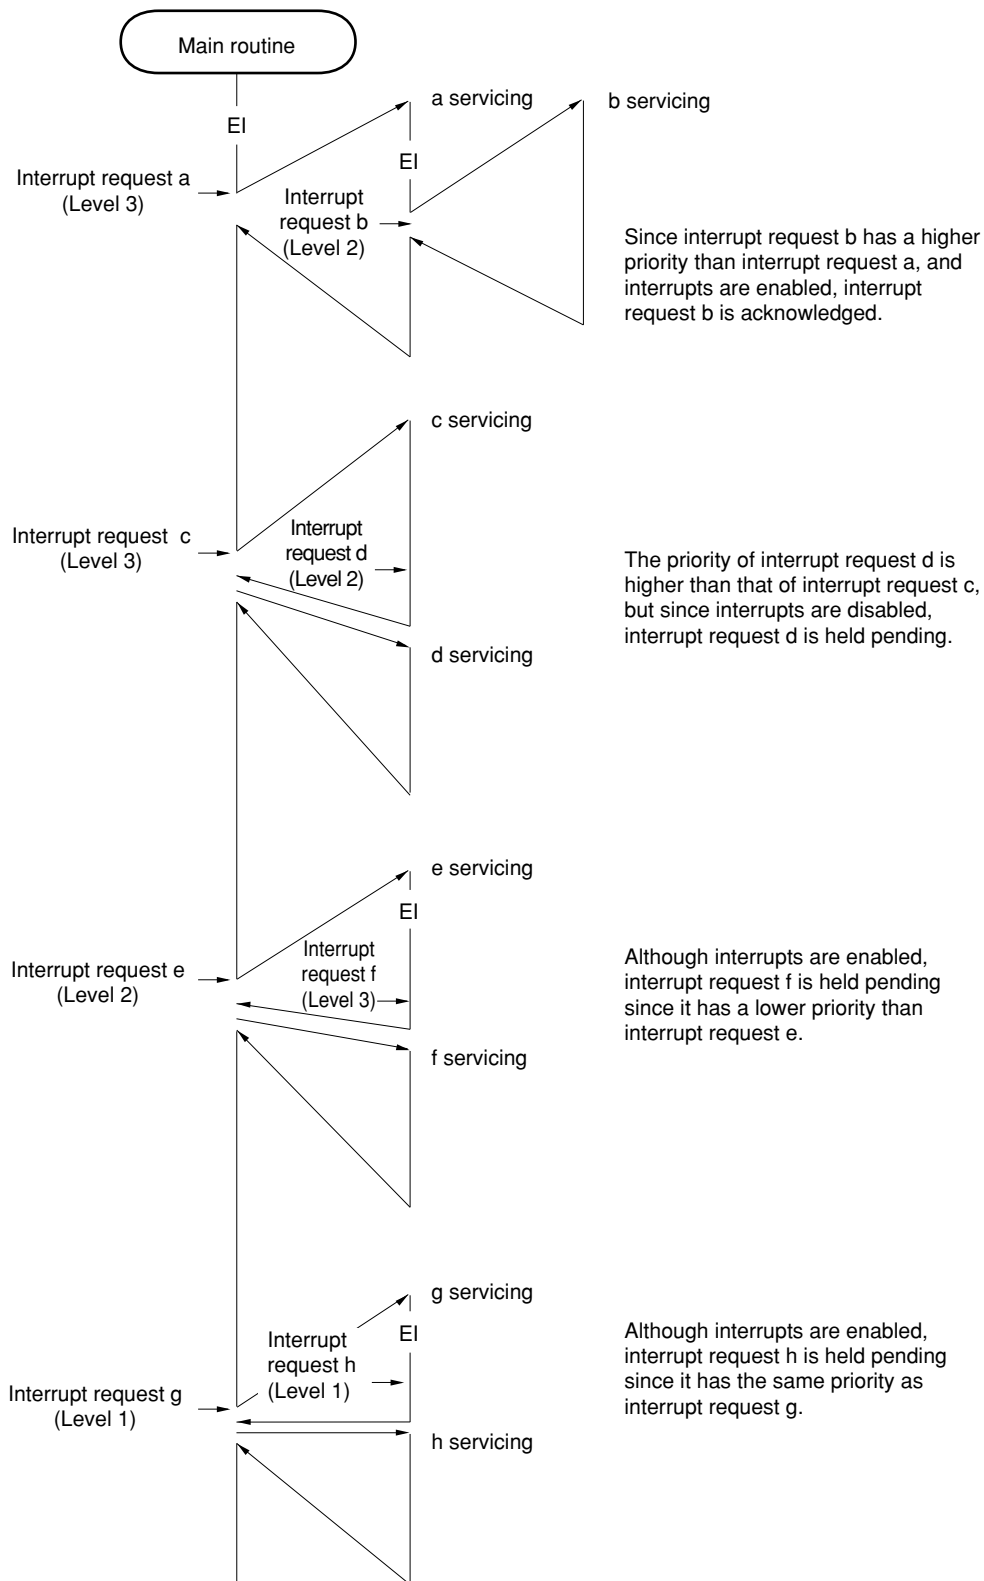 Main routine
EI
a servicing
b servicing
EI
Interrupt request a
(Level 3)
Interrupt
request b
(Level 2)
Since interrupt request b has a higher
priority than interrupt request a, and
interrupts are enabled, interrupt
request b is acknowledged.
c servicing
Interrupt request c
(Level 3)
Interrupt
request d
(Level 2)
The priority of interrupt request d is
higher than that of interrupt request c,
but since interrupts are disabled,
interrupt request d is held pending.
d servicing
e servicing
EI
Interrupt request e
(Level 2)
Interrupt
request f
(Level 3)
Although interrupts are enabled,
interrupt request f is held pending
since it has a lower priority than
interrupt request e.
f servicing
g servicing
EI
Interrupt request g
(Level 1)
Interrupt
request h
(Level 1)
Although interrupts are enabled,
interrupt request h is held pending
since it has the same priority as
interrupt request g.
h servicing